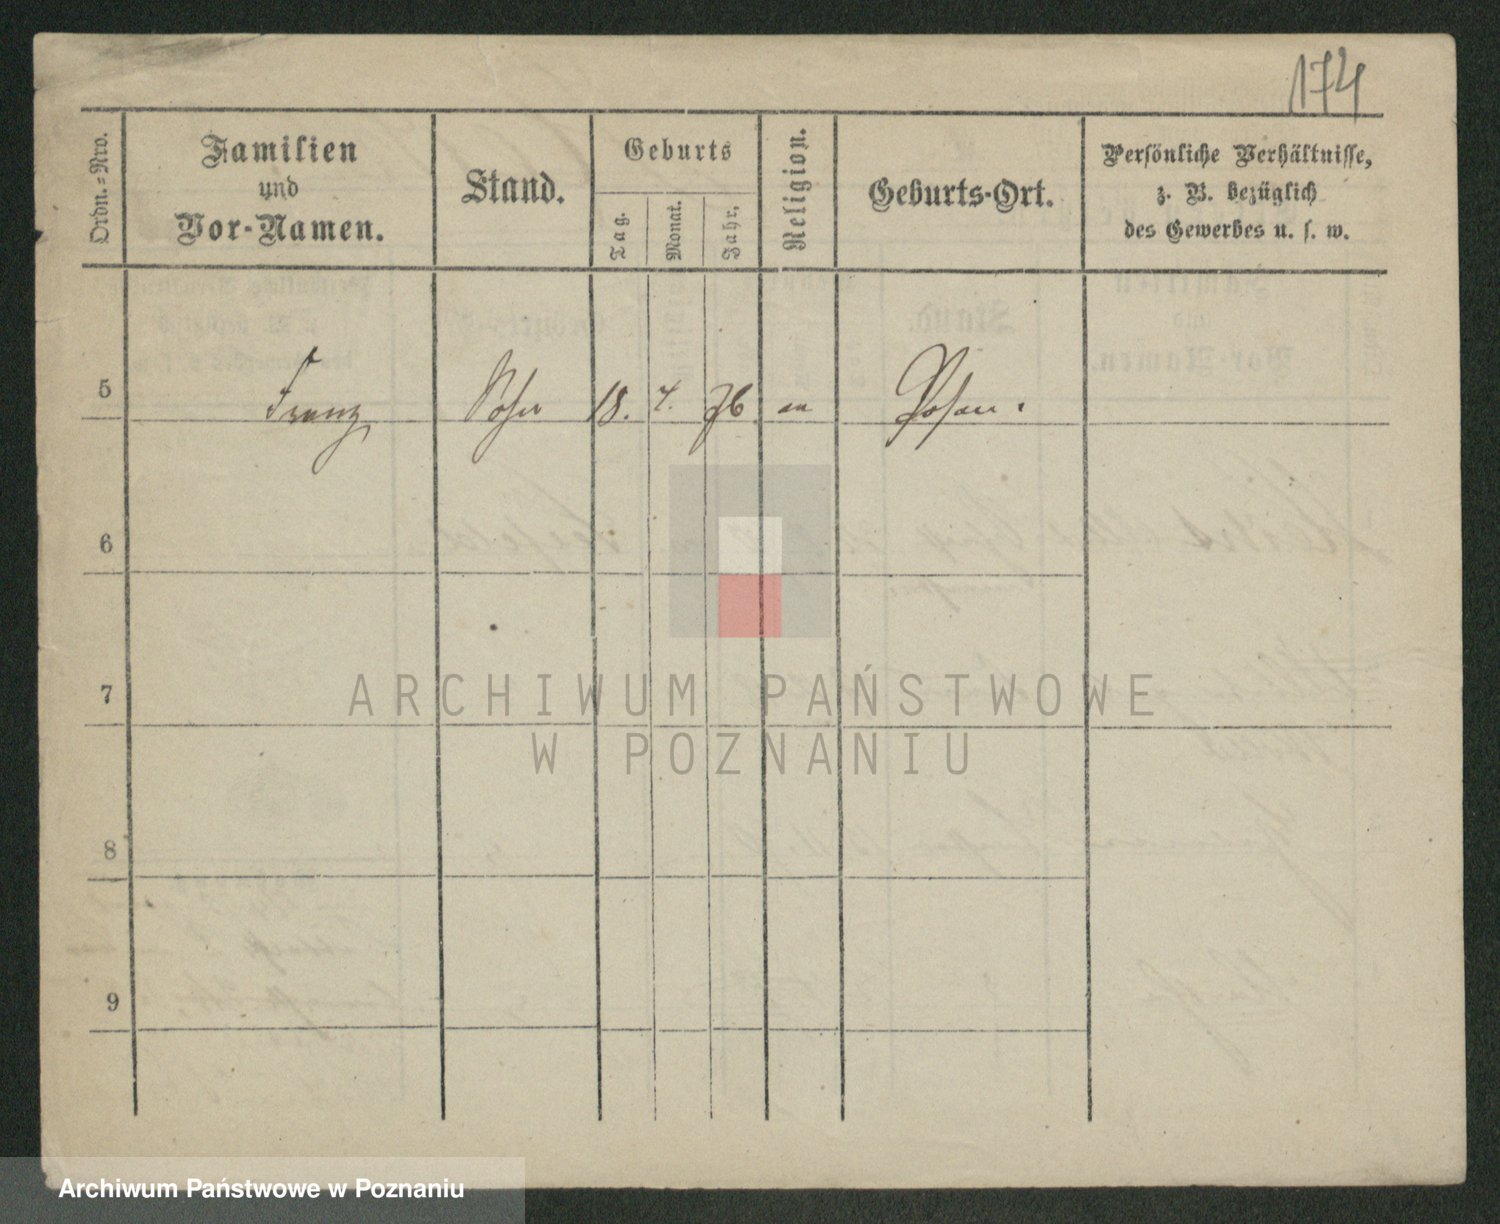 174
Ordn.=Nro.
Familien
und
Vor-Namen.
Stand.
Geburts
Tag.
Monat.
Jahr.
Religion.
Geburts-Ort.
Persönliche Verhältnisse,
z. B. bezüglich
des Gewerbes u. s. w.
5 Franz Sohn 18. 4. 76 Posen.
6
7
8
9
ARCHIWUM PAŃSTWOWE
W POZNANIU
Archiwum Państwowe w Poznaniu